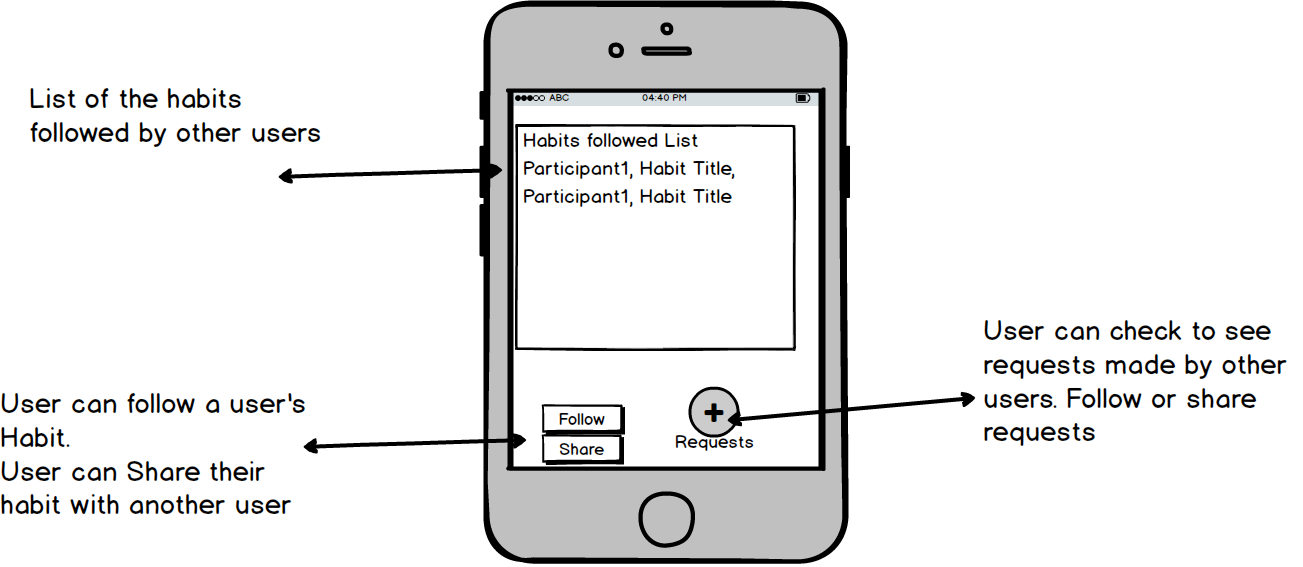 List of the habits
followed by other users
ABC 04:40 PM
Habits followed List
Participant1, Habit Title,
Participant1, Habit Title
User can follow a user's
Habit.
User can Share their
habit with another user
Follow
Share
Requests
User can check to see
requests made by other
users. Follow or share
requests